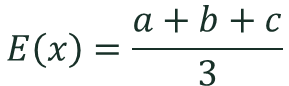 E(x) = (a + b + c) / 3